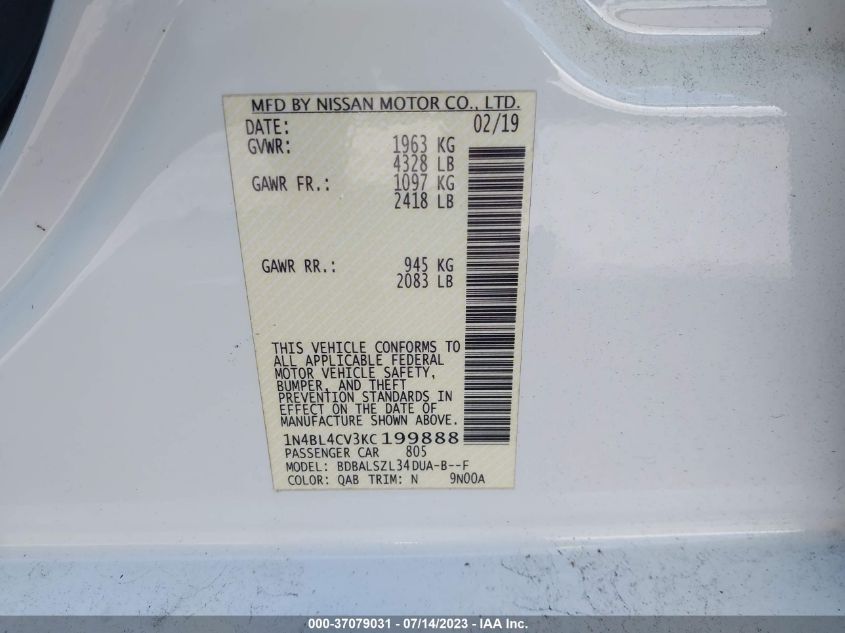 MFD BY NISSAN MOTOR CO., LTD.
DATE: 02/19
GVWR: 1963 KG
4328 LB
GAWR FR.: 1097 KG
2418 LB
GAWR RR.: 945 KG
2083 LB
THIS VEHICLE CONFORMS TO
ALL APPLICABLE FEDERAL
MOTOR VEHICLE SAFETY,
BUMPER, AND THEFT
PREVENTION STANDARDS IN
EFFECT ON THE DATE OF
MANUFACTURE SHOWN ABOVE.
1N4BL4CV3KC199888
PASSENGER CAR 805
MODEL: BDBALSZL34DUA-B--F
COLOR: QAB TRIM: N 9N00A
000-37079031 - 07/14/2023 - IAA Inc.